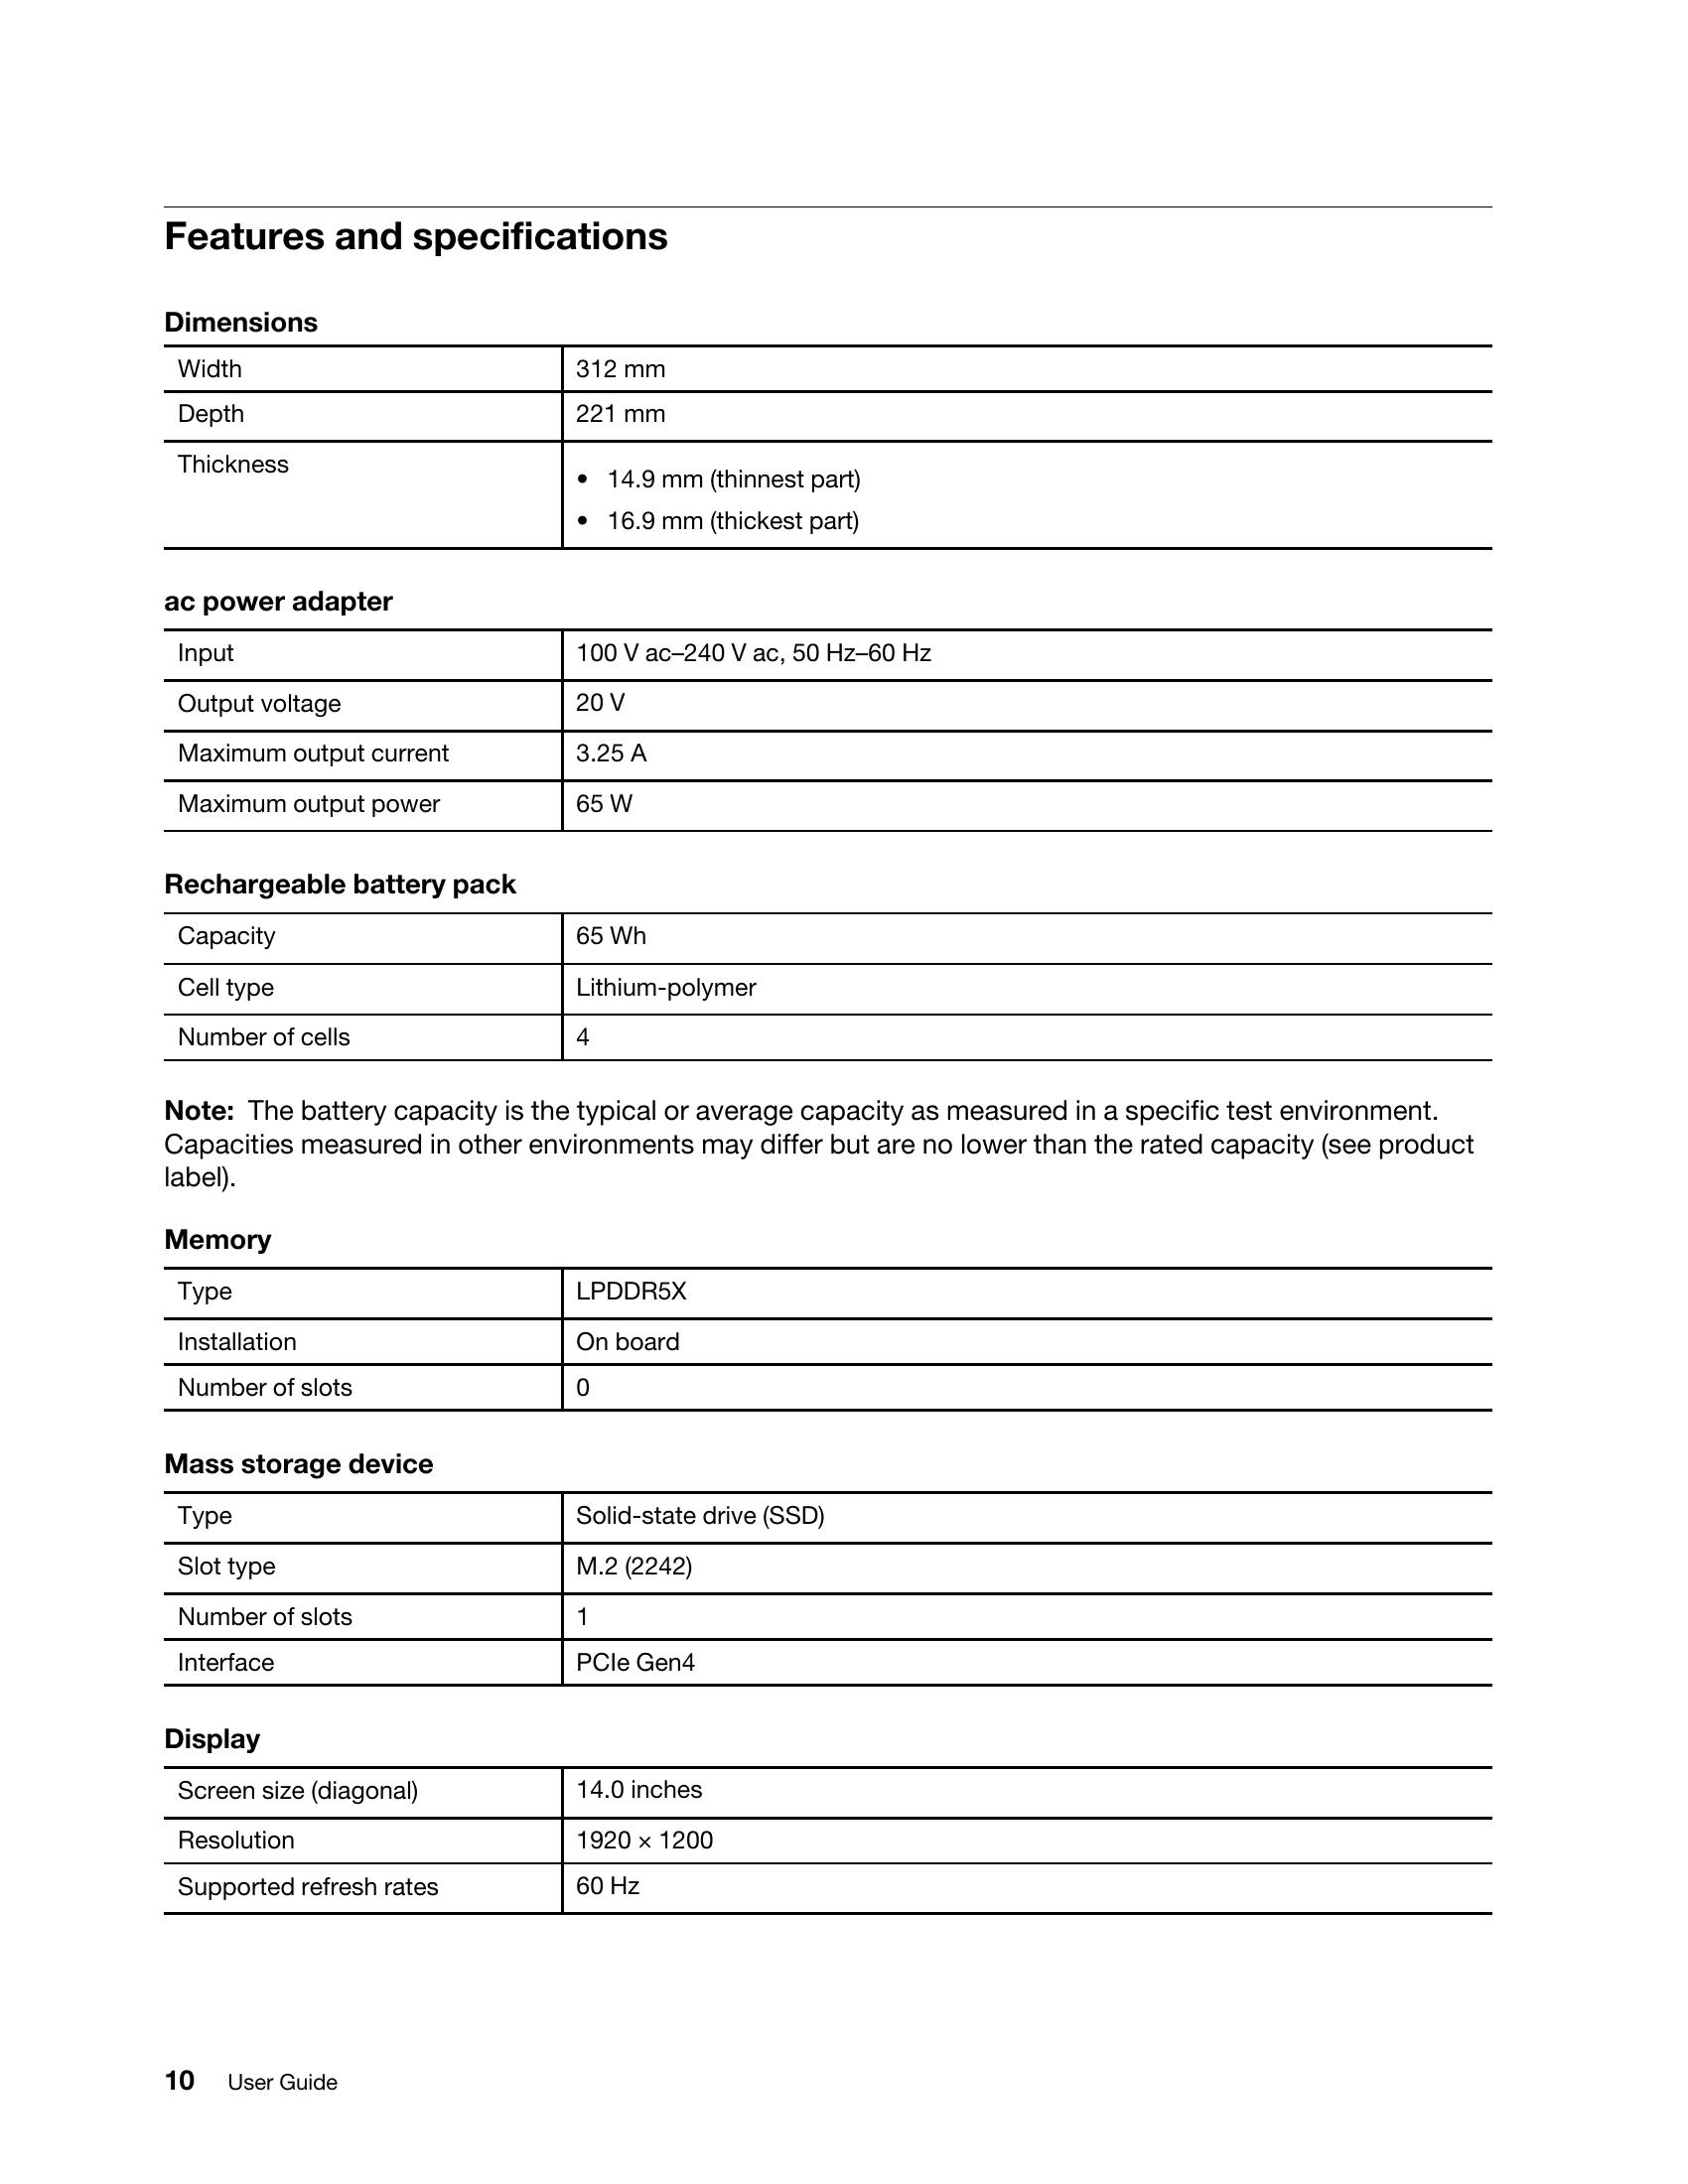 Features and specifications
Dimensions
Width 312 mm
Depth 221 mm
Thickness
• 14.9 mm (thinnest part)
• 16.9 mm (thickest part)
ac power adapter
Input 100 V ac–240 V ac, 50 Hz–60 Hz
Output voltage 20 V
Maximum output current 3.25 A
Maximum output power 65 W
Rechargeable battery pack
Capacity 65 Wh
Cell type Lithium-polymer
Number of cells 4
Note: The battery capacity is the typical or average capacity as measured in a specific test environment.
Capacities measured in other environments may differ but are no lower than the rated capacity (see product
label).
Memory
Type LPDDR5X
Installation On board
Number of slots 0
Mass storage device
Type Solid-state drive (SSD)
Slot type M.2 (2242)
Number of slots 1
Interface PCIe Gen4
Display
Screen size (diagonal) 14.0 inches
Resolution 1920 × 1200
Supported refresh rates 60 Hz
10 User Guide